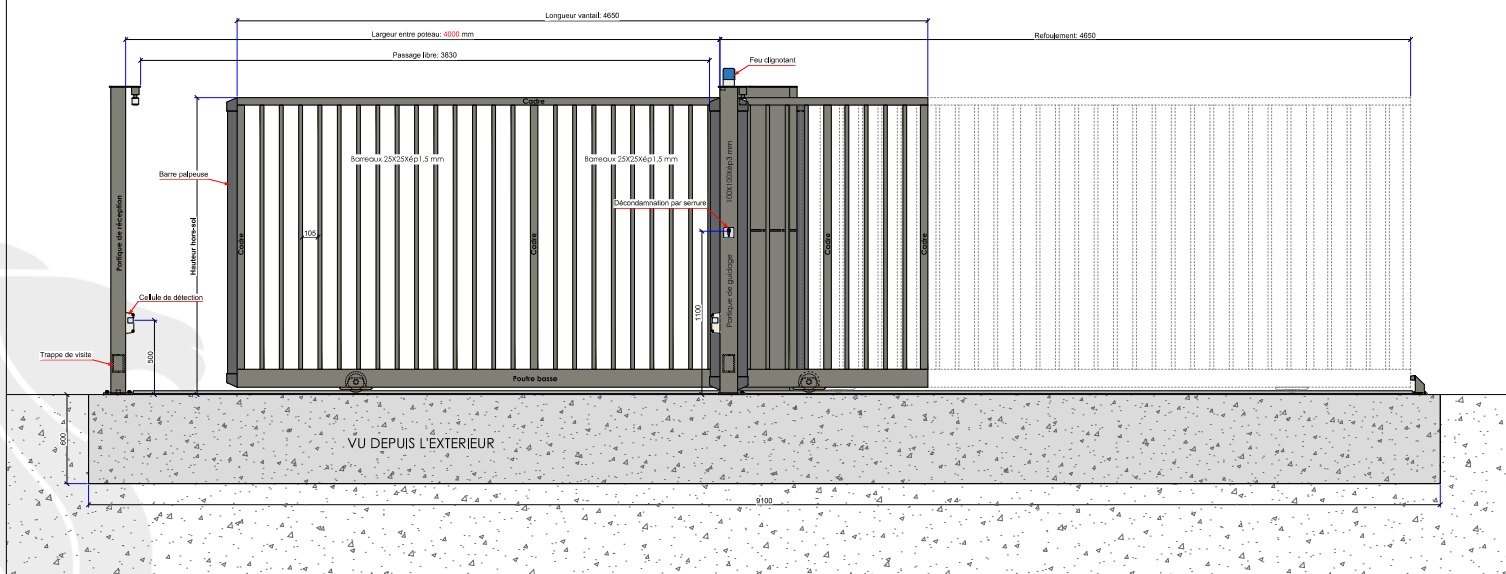 Longueur vantail: 4650
Largeur entre poteau: 4000 mm
Refoulement: 4650
Passage libre: 3830
Feu clignotant
Cadre
Barreaux 25X25Xép1.5 mm
Barreaux 25X25Xép1.5 mm
100X100Xép3 mm
Barre palpeuse
Décondamnation par serrure
Portique de réception
Hauteur hors-sol
Cadre
105
Cadre
Cadre
Cadre
Portique de guidage
Cellule de détection
1100
500
Trappe de visite
Poutre basse
600
VU DEPUIS L'EXTERIEUR
9100